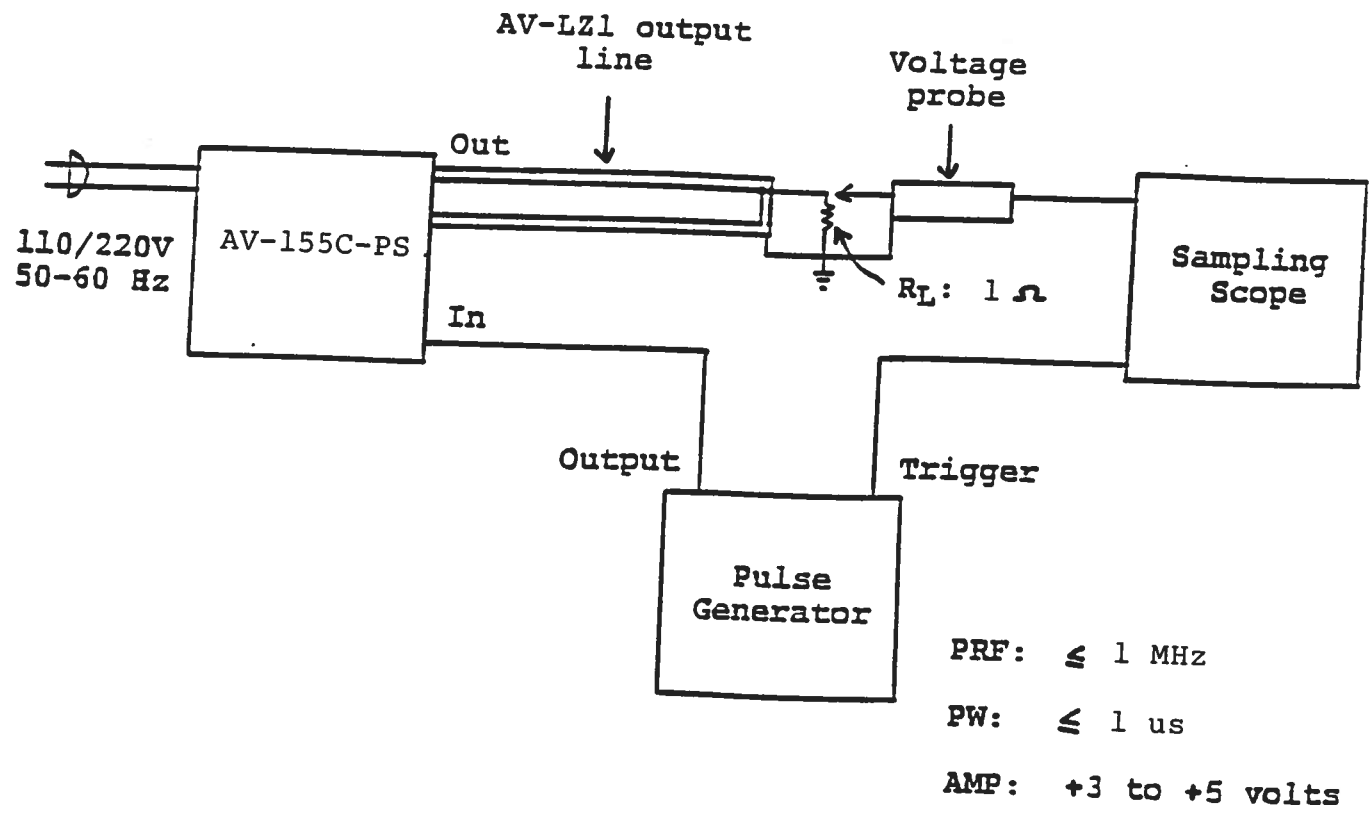 AV-LZ1 output
line
Voltage
probe
Out
110/220V
50-60 Hz
AV-155C-PS
RL: 1 Ω
Sampling
Scope
In
Output
Trigger
Pulse
Generator
PRF: ≤ 1 MHz
PW: ≤ 1 us
AMP: +3 to +5 volts